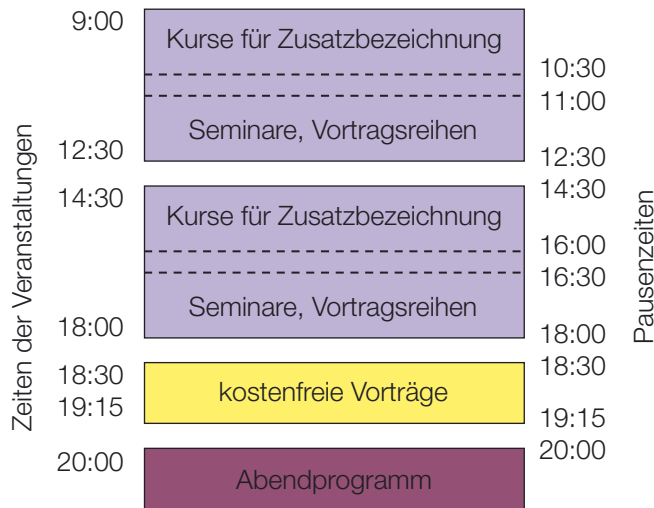 9:00
Kurse für Zusatzbezeichnung
10:30
11:00
Seminare, Vortragsreihen
12:30
12:30
14:30
14:30
Kurse für Zusatzbezeichnung
16:00
16:30
Seminare, Vortragsreihen
18:00
18:00
18:30
18:30
kostenfreie Vorträge
19:15
19:15
20:00
20:00
Abendprogramm
Zeiten der Veranstaltungen
Pausenzeiten